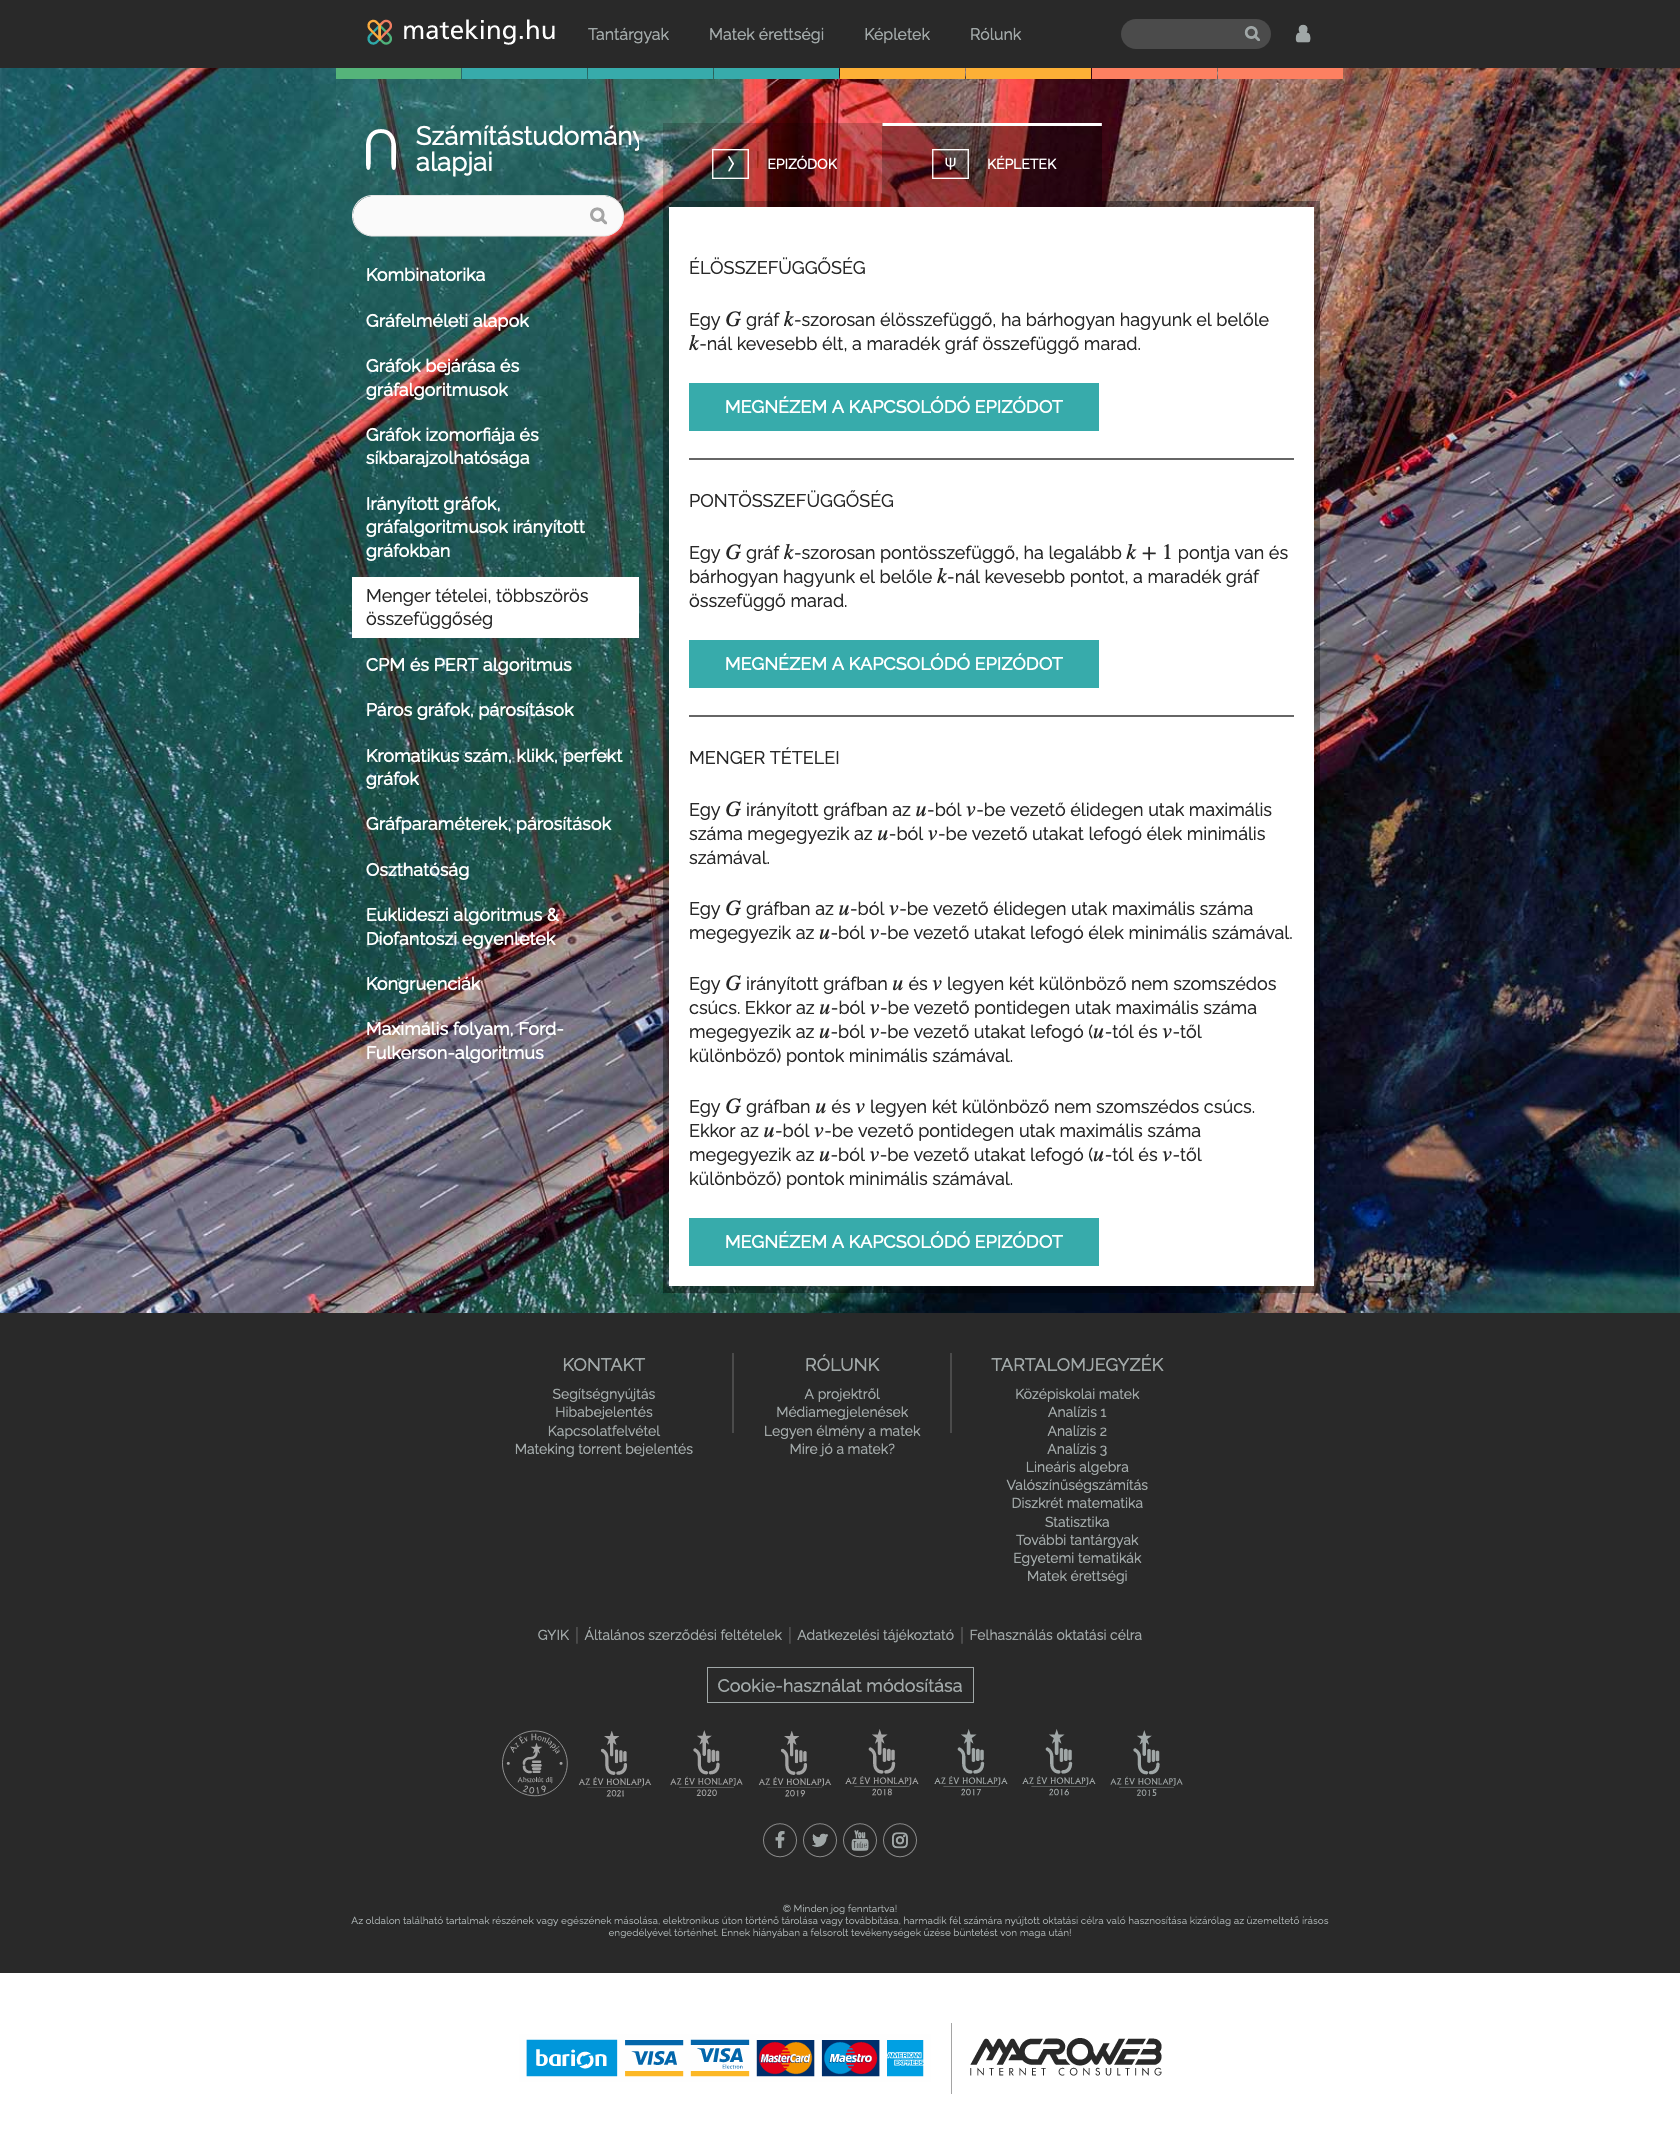 mateking.hu
Tantárgyak
Matek érettségi
Képletek
Rólunk
Számítástudomány
alapjai
EPIZÓDOK
KÉPLETEK
Kombinatorika
Gráfelméleti alapok
Gráfok bejárása és
gráfalgoritmusok
Gráfok izomorfiája és
síkbarajzolhatósága
Irányított gráfok,
gráfalgoritmusok irányított
gráfokban
Menger tételei, többszörös
összefüggőség
CPM és PERT algoritmus
Páros gráfok, párosítások
Kromatikus szám, klikk, perfekt
gráfok
Gráfparaméterek, párosítások
Oszthatóság
Euklideszi algoritmus &
Diofantoszi egyenletek
Kongruenciák
Maximális folyam, Ford-
Fulkerson-algoritmus
ÉLÖSSZEFÜGGŐSÉG
Egy G gráf k-szorosan élösszefüggő, ha bárhogyan hagyunk el belőle
k-nál kevesebb élt, a maradék gráf összefüggő marad.
MEGNÉZEM A KAPCSOLÓDÓ EPIZÓDOT
PONTÖSSZEFÜGGŐSÉG
Egy G gráf k-szorosan pontösszefüggő, ha legalább k + 1 pontja van és
bárhogyan hagyunk el belőle k-nál kevesebb pontot, a maradék gráf
összefüggő marad.
MEGNÉZEM A KAPCSOLÓDÓ EPIZÓDOT
MENGER TÉTELEI
Egy G irányított gráfban az u-ból v-be vezető élidegen utak maximális
száma megegyezik az u-ból v-be vezető utakat lefogó élek minimális
számával.
Egy G gráfban az u-ból v-be vezető élidegen utak maximális száma
megegyezik az u-ból v-be vezető utakat lefogó élek minimális számával.
Egy G irányított gráfban u és v legyen két különböző nem szomszédos
csúcs. Ekkor az u-ból v-be vezető pontidegen utak maximális száma
megegyezik az u-ból v-be vezető utakat lefogó (u-tól és v-től
különböző) pontok minimális számával.
Egy G gráfban u és v legyen két különböző nem szomszédos csúcs.
Ekkor az u-ból v-be vezető pontidegen utak maximális száma
megegyezik az u-ból v-be vezető utakat lefogó (u-tól és v-től
különböző) pontok minimális számával.
MEGNÉZEM A KAPCSOLÓDÓ EPIZÓDOT
KONTAKT
Segítségnyújtás
Hibabejelentés
Kapcsolatfelvétel
Mateking torrent bejelentés
RÓLUNK
A projektről
Médiamegjelenések
Legyen élmény a matek
Mire jó a matek?
TARTALOMJEGYZÉK
Középiskolai matek
Analízis 1
Analízis 2
Analízis 3
Lineáris algebra
Valószínűségszámítás
Diszkrét matematika
Statisztika
További tantárgyak
Egyetemi tematikák
Matek érettségi
GYIK
Általános szerződési feltételek
Adatkezelési tájékoztató
Felhasználás oktatási célra
Cookie-használat módosítása
Az Év Honlapja
Abszolút díj
2019
AZ ÉV HONLAPJA
2021
AZ ÉV HONLAPJA
2020
AZ ÉV HONLAPJA
2019
AZ ÉV HONLAPJA
2018
AZ ÉV HONLAPJA
2017
AZ ÉV HONLAPJA
2016
AZ ÉV HONLAPJA
2015
You
Tube
© Minden jog fenntartva!
Az oldalon található tartalmak részének vagy egészének másolása, elektronikus úton történő tárolása vagy továbbítása, harmadik fél számára nyújtott oktatási célra való hasznosítása kizárólag az üzemeltető írásos
engedélyével történhet. Ennek hiányában a felsorolt tevékenységek űzése büntetést von maga után!
barion
VISA
VISA
Electron
MasterCard
Maestro
AMERICAN
EXPRESS
MACROWEB
INTERNET CONSULTING